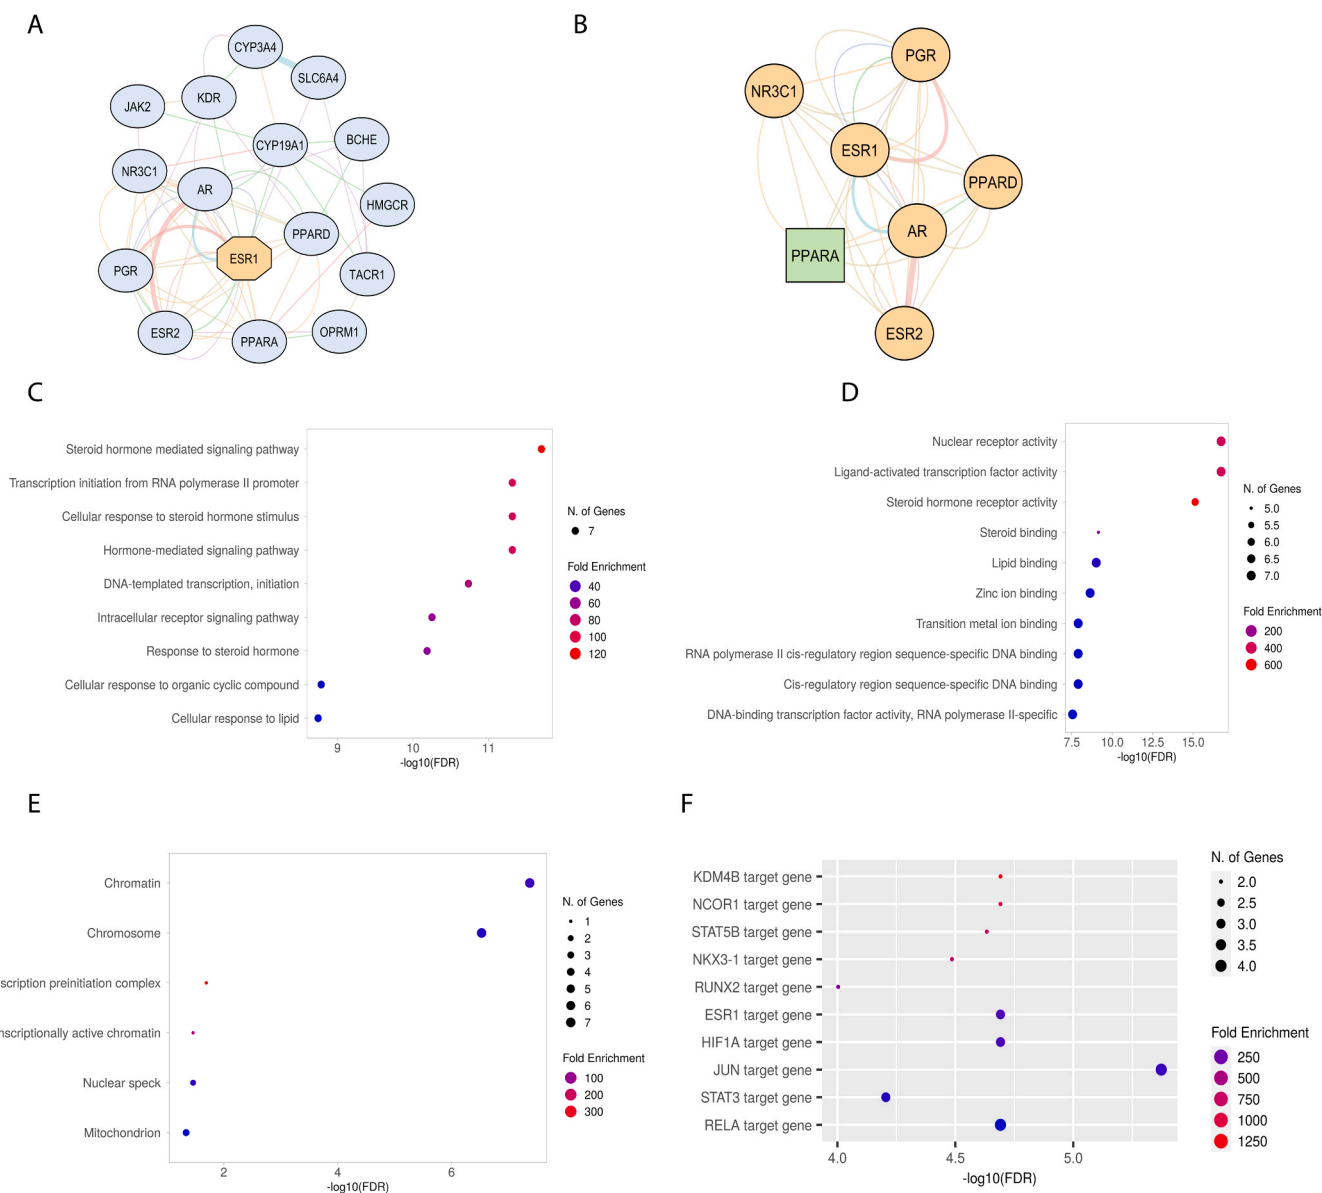 A
B
CYP3A4
SLC6A4
KDR
JAK2
CYP19A1
BCHE
NR3C1
AR
HMGCR
PPARD
ESR1
PGR
TACR1
ESR2
PPARA
OPRM1
PGR
NR3C1
ESR1
PPARD
AR
PPARA
ESR2
C
Steroid hormone mediated signaling pathway
Transcription initiation from RNA polymerase II promoter
Cellular response to steroid hormone stimulus
Hormone-mediated signaling pathway
DNA-templated transcription, initiation
Intracellular receptor signaling pathway
Response to steroid hormone
Cellular response to organic cyclic compound
Cellular response to lipid
9 10 11
-log10(FDR)
N. of Genes
7
Fold Enrichment
40
60
80
100
120
D
Nuclear receptor activity
Ligand-activated transcription factor activity
Steroid hormone receptor activity
Steroid binding
Lipid binding
Zinc ion binding
Transition metal ion binding
RNA polymerase II cis-regulatory region sequence-specific DNA binding
Cis-regulatory region sequence-specific DNA binding
DNA-binding transcription factor activity, RNA polymerase II-specific
7.5 10.0 12.5 15.0
-log10(FDR)
N. of Genes
5.0
5.5
6.0
6.5
7.0
Fold Enrichment
200
400
600
E
Chromatin
Chromosome
scription preinitiation complex
nscriptionally active chromatin
Nuclear speck
Mitochondrion
2 4 6
-log10(FDR)
N. of Genes
1
2
3
4
5
6
7
Fold Enrichment
100
200
300
F
KDM4B target gene
NCOR1 target gene
STAT5B target gene
NKX3-1 target gene
RUNX2 target gene
ESR1 target gene
HIF1A target gene
JUN target gene
STAT3 target gene
RELA target gene
4.0 4.5 5.0
-log10(FDR)
N. of Genes
2.0
2.5
3.0
3.5
4.0
Fold Enrichment
250
500
750
1000
1250